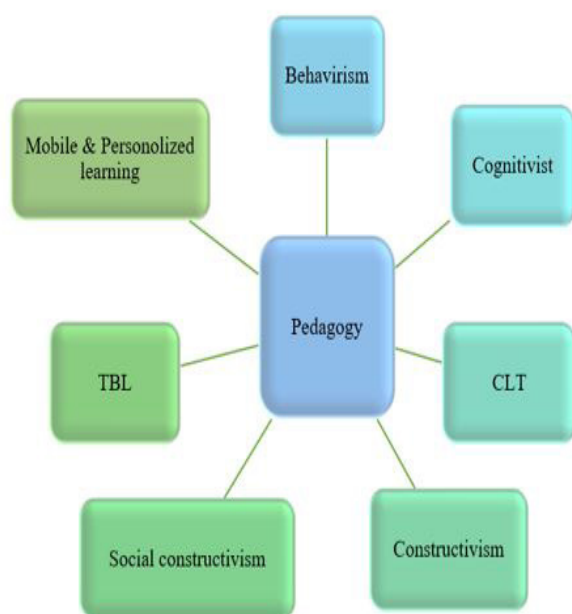 Behavirism
Mobile & Personolized
learning
Cognitivist
Pedagogy
TBL
CLT
Social constructivism
Constructivism